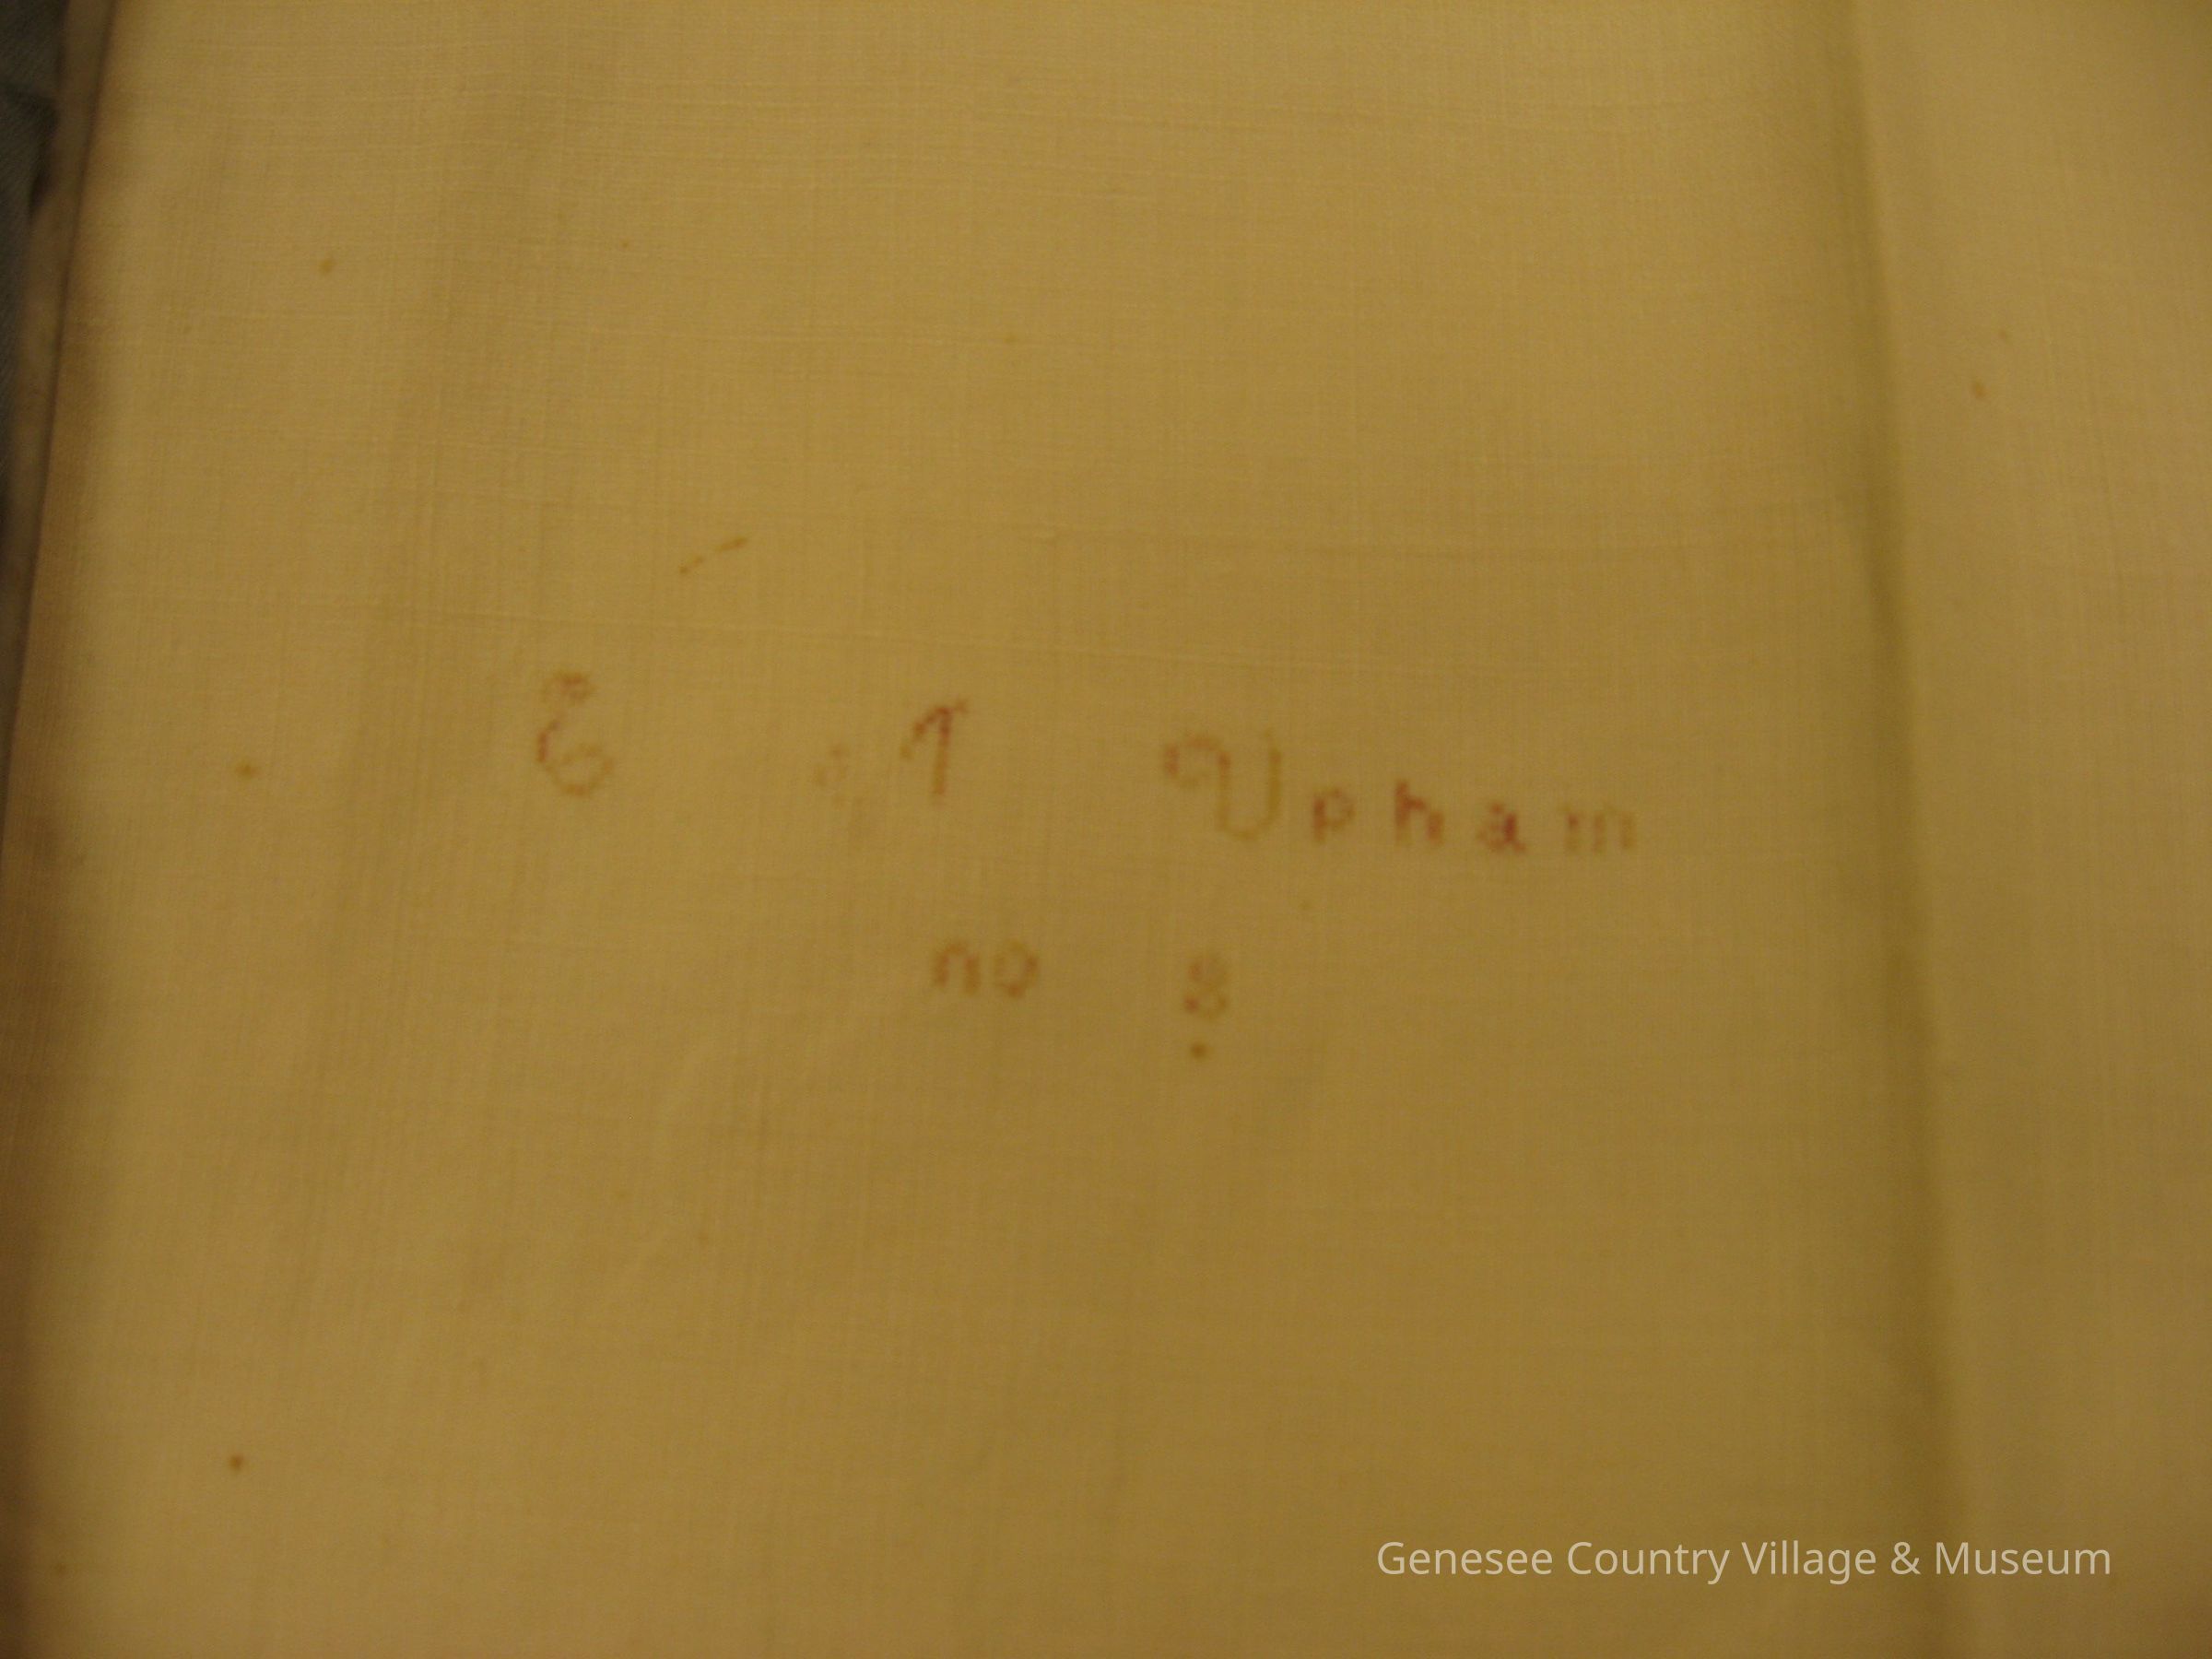 E A Upham
no 8
Genesee Country Village & Museum